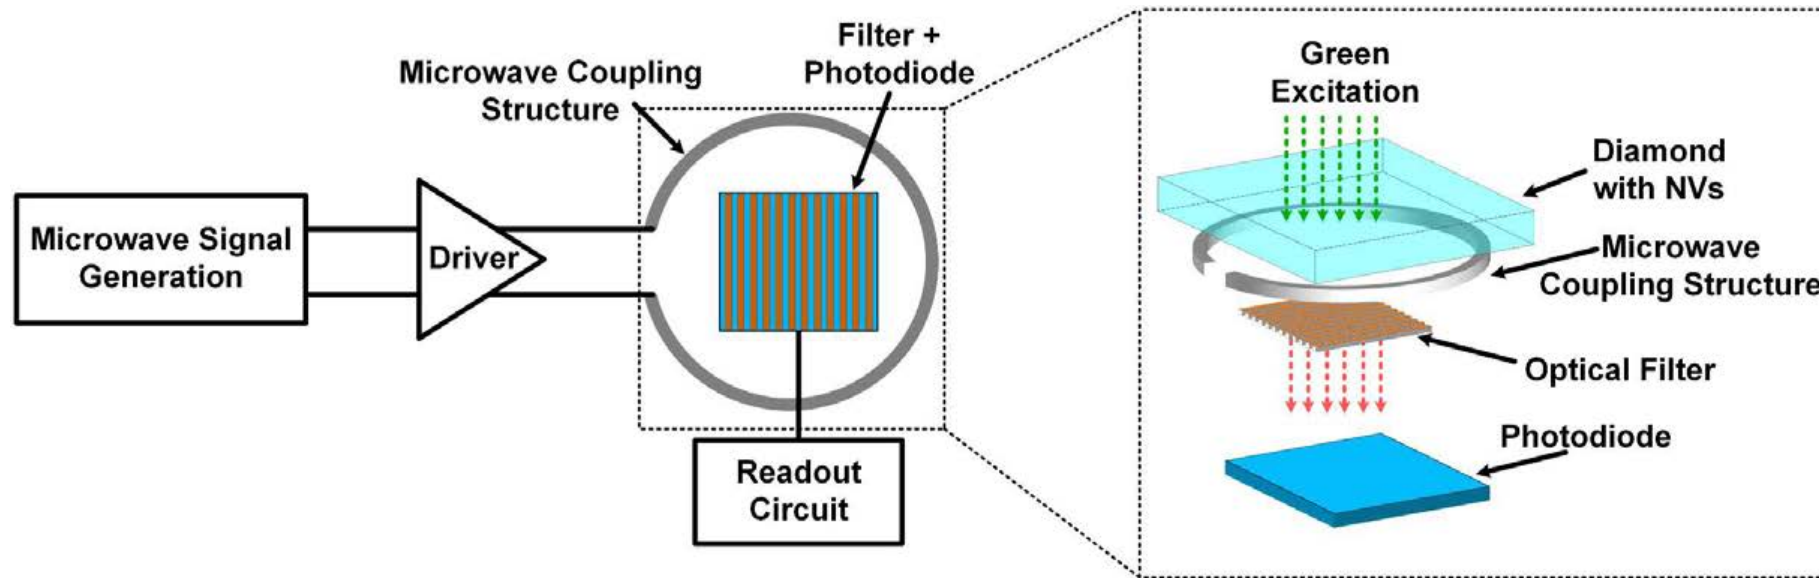 Microwave Signal
Generation
Driver
Microwave Coupling
Structure
Filter +
Photodiode
Readout
Circuit
Green
Excitation
Diamond
with NVs
Microwave
Coupling Structure
Optical Filter
Photodiode